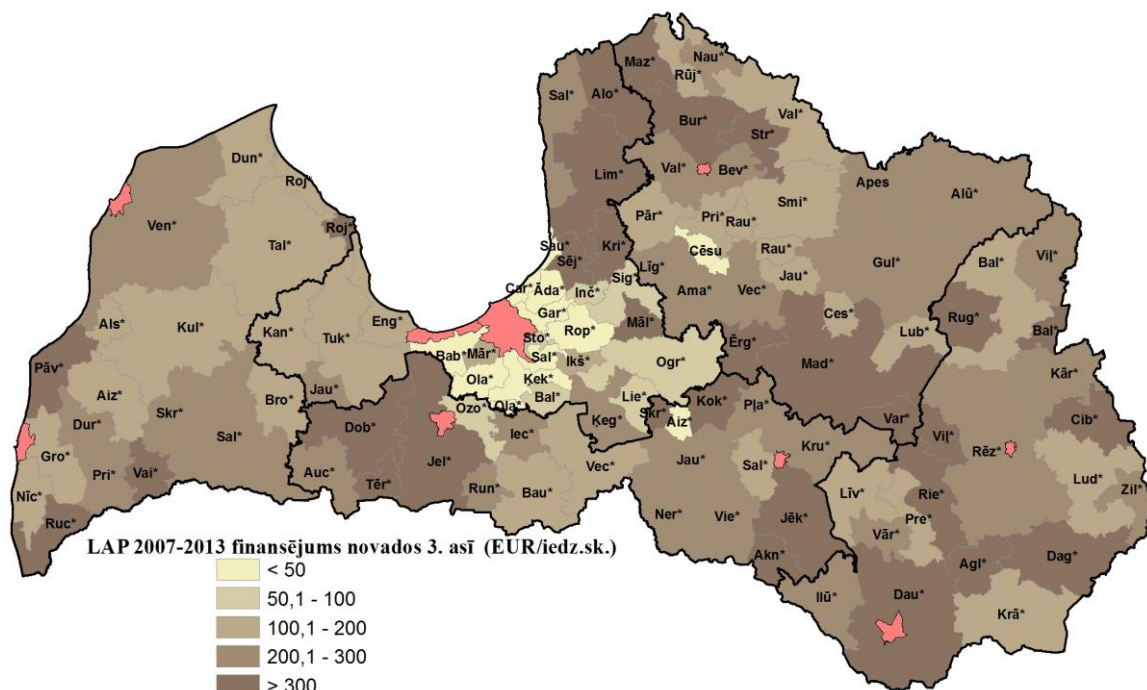 Maz*
Nau*
Rūj*
Sal*
Alo*
Val*
Bur*
Str*
Dun*
Roj*
Lim*
Val*
Bev*
Apes
Alū*
Ven*
Roj*
Pār*
Pri*
Rau*
Smi*
Tal*
Sau*
Sēj*
Kri*
Cēsu
Rau*
Gul*
Bal*
Viļ*
Līg*
Sig*
Jau*
Car*
Āda*
Inč*
Ama*
Vec*
Als*
Kul*
Kan*
Tuk*
Eng*
Gar*
Rop*
Māl*
Ces*
Rug*
Bal*
Sto*
Lub*
Ērg*
Bab*
Mār*
Sal*
Ikš*
Ogr*
Mad*
Pāv*
Kār*
Aiz*
Jau*
Ola*
Ķek*
Bro*
Ozo*
Ola*
Bal*
Lie*
Kok*
Pļa*
Skr*
Skr*
Aiz*
Cib*
Dur*
Dob*
Iec*
Ķeg*
Var*
Kru*
Viļ*
Rēz*
Sal*
Gro*
Pri*
Vai*
Auc*
Jel*
Vec*
Jau*
Sal*
Lud*
Zil*
Nīc*
Tēr*
Run*
Bau*
Līv*
Rie*
Ruc*
Ner*
Vie*
Jēk*
Vār*
Pre*
Akn*
Agl*
Dag*
Ilū*
Dau*
Krā*
LAP 2007-2013 finansējums novados 3. asī (EUR/iedz.sk.)
< 50
50,1 - 100
100,1 - 200
200,1 - 300
> 300